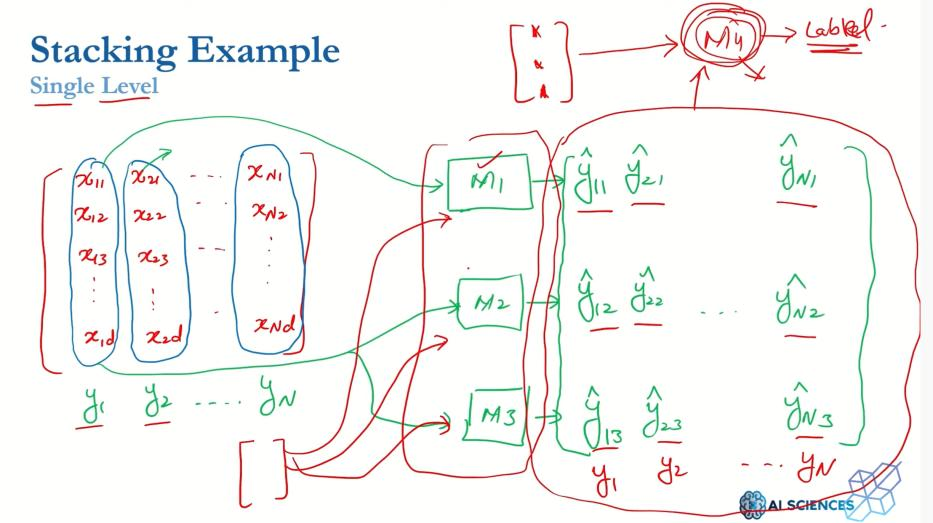 Stacking Example
Single Level
M4 → Label
x11 x21 ---- xN1
x12 x22 -- xN2
x13 x23 --- ⋮
⋮ ⋮
x1d x2d . xNd
y1 y2 ---- yN
M1
M2
M3
ŷ11 ŷ21 ŷN1
ŷ12 ŷ22 ... ŷN2
ŷ13 ŷ23 ŷN3
y1 y2 --- yN
AI SCIENCES